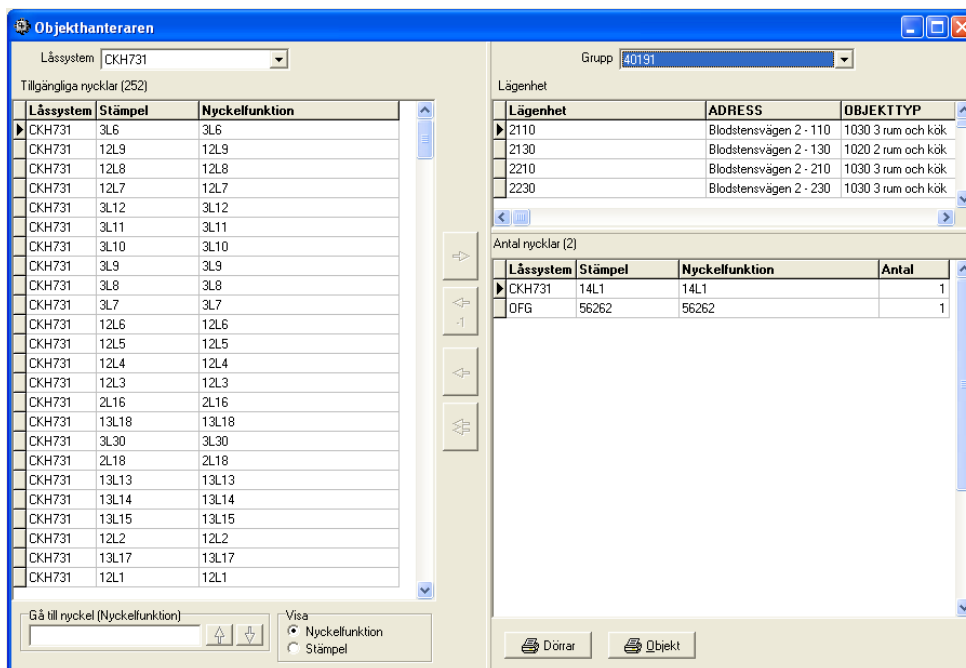 Objekthanteraren
Låssystem CKH731
Tillgängliga nycklar (252)
Låssystem Stämpel Nyckelfunktion
CKH731 3L6 3L6
CKH731 12L9 12L9
CKH731 12L8 12L8
CKH731 12L7 12L7
CKH731 3L12 3L12
CKH731 3L11 3L11
CKH731 3L10 3L10
CKH731 3L9 3L9
CKH731 3L8 3L8
CKH731 3L7 3L7
CKH731 12L6 12L6
CKH731 12L5 12L5
CKH731 12L4 12L4
CKH731 12L3 12L3
CKH731 2L16 2L16
CKH731 13L18 13L18
CKH731 3L30 3L30
CKH731 2L18 2L18
CKH731 13L13 13L13
CKH731 13L14 13L14
CKH731 13L15 13L15
CKH731 12L2 12L2
CKH731 13L17 13L17
CKH731 12L1 12L1
Gå till nyckel (Nyckelfunktion)
Visa
Nyckelfunktion
Stämpel
-1
Grupp 40191
Lägenhet
Lägenhet ADRESS OBJEKTTYP
2110 Blodstensvägen 2 - 110 1030 3 rum och kök
2130 Blodstensvägen 2 - 130 1020 2 rum och kök
2210 Blodstensvägen 2 - 210 1030 3 rum och kök
2230 Blodstensvägen 2 - 230 1030 3 rum och kök
Antal nycklar (2)
Låssystem Stämpel Nyckelfunktion Antal
CKH731 14L1 14L1 1
OFG 56262 56262 1
Dörrar
Objekt